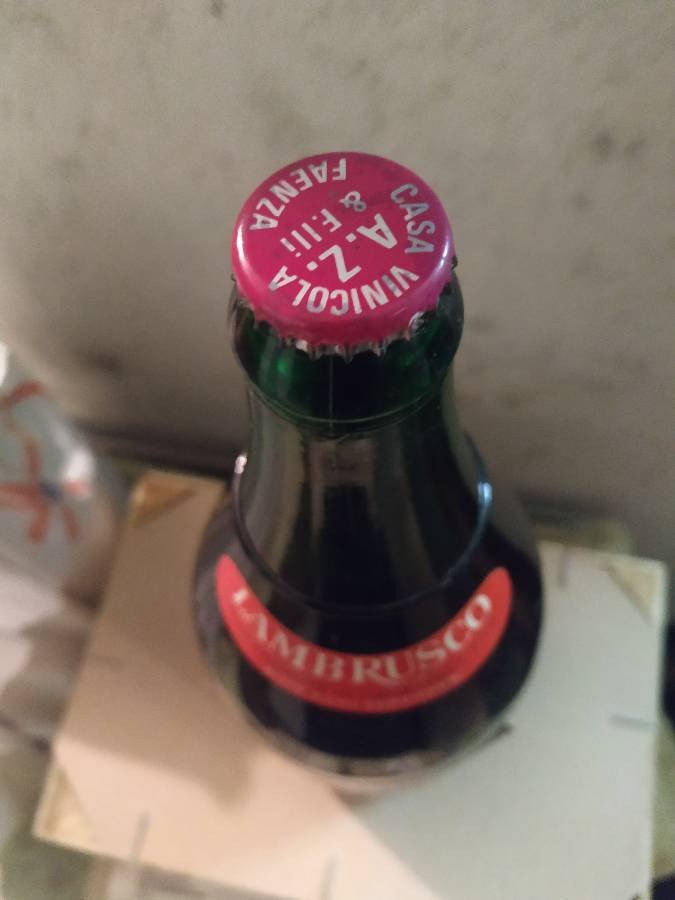 CASA VINICOLA
A.Z.
& F.lli
FAENZA
LAMBRUSCO